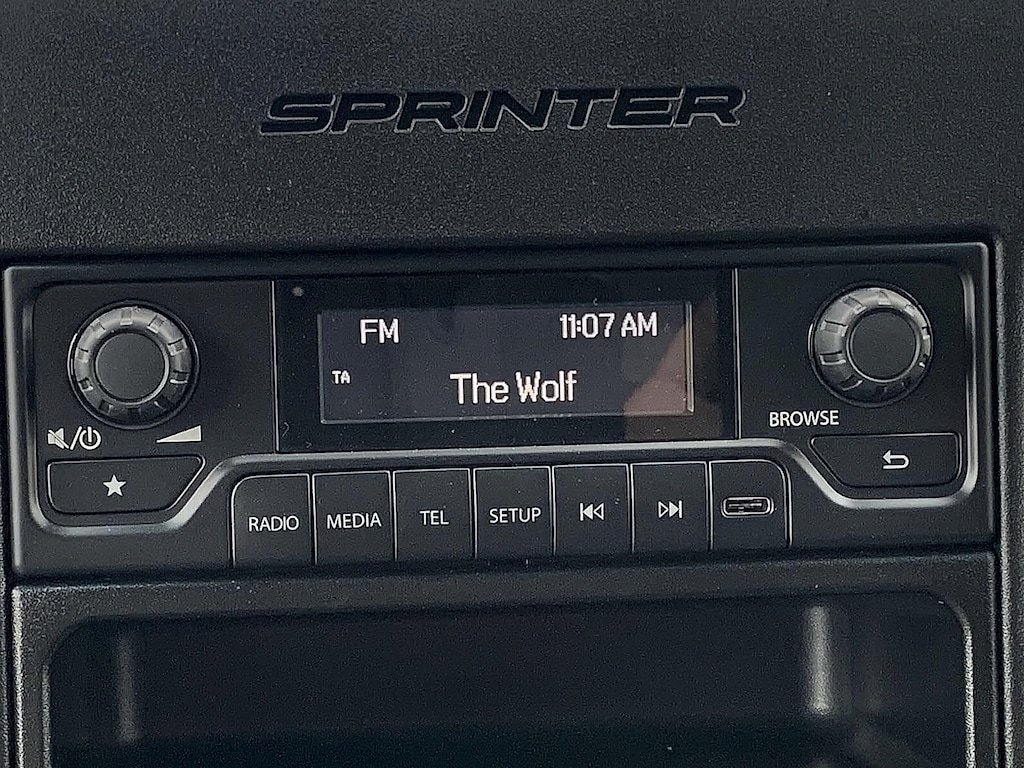 SPRINTER
FM 11:07 AM
TA
The Wolf
BROWSE
RADIO MEDIA TEL SETUP